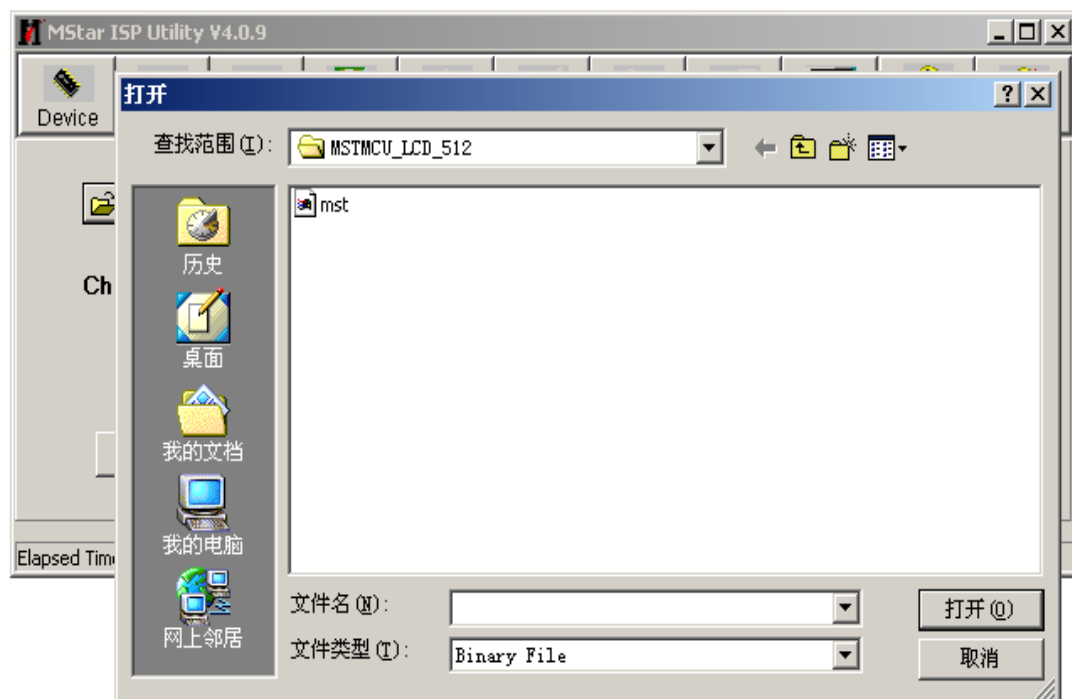 MStar ISP Utility V4.0.9
Device
打开
查找范围(I):
MSTMCU_LCD_512
mst
历史
Ch
桌面
我的文档
我的电脑
Elapsed Tim
网上邻居
文件名(N):
打开(O)
文件类型(T):
Binary File
取消